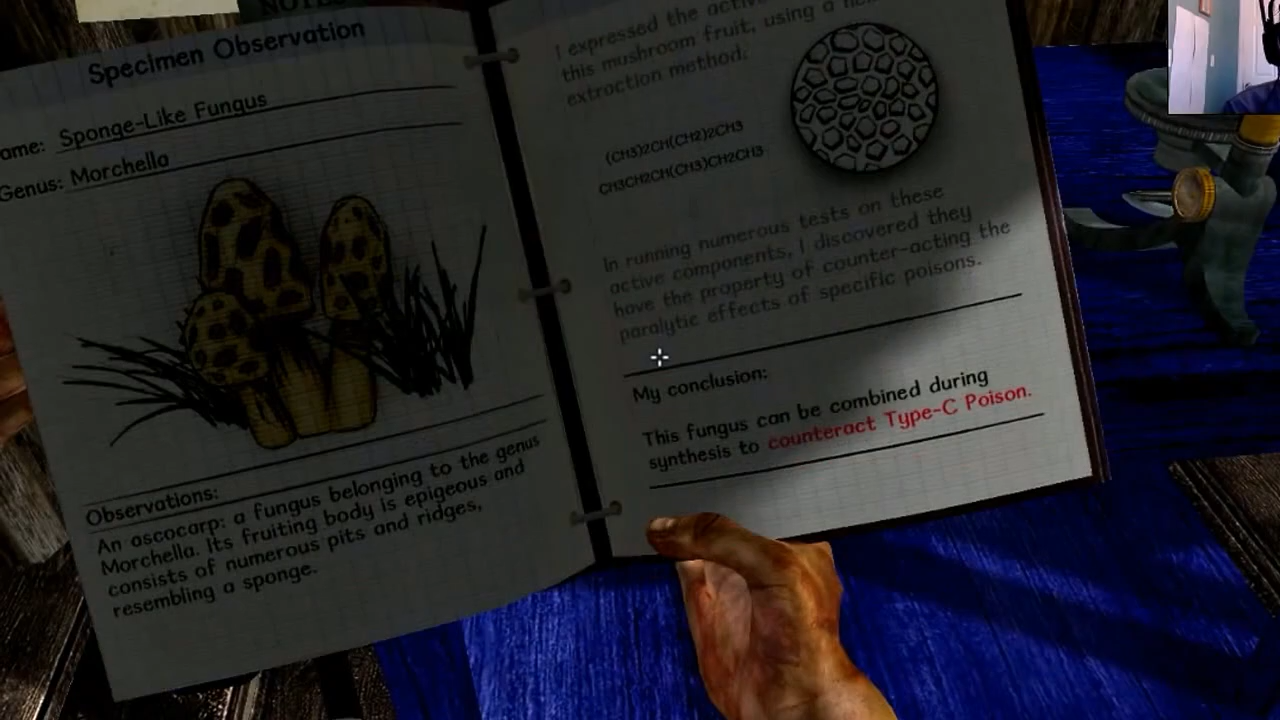 NOTES
Specimen Observation
ame: Sponge-Like Fungus
Genus: Morchella
Observations:
An ascocarp: a fungus belonging to the genus
Morchella. Its fruiting body is epigeous and
consists of numerous pits and ridges,
resembling a sponge.
I expressed the active
this mushroom fruit, using a
extraction method.
(CH3)2CH(CH2)2CH3
CH3CH2CH(CH3)CH2CH3
In running numerous tests on these
active components, I discovered they
have the property of counter-acting the
paralytic effects of specific poisons.
My conclusion:
This fungus can be combined during
synthesis to counteract Type-C Poison.